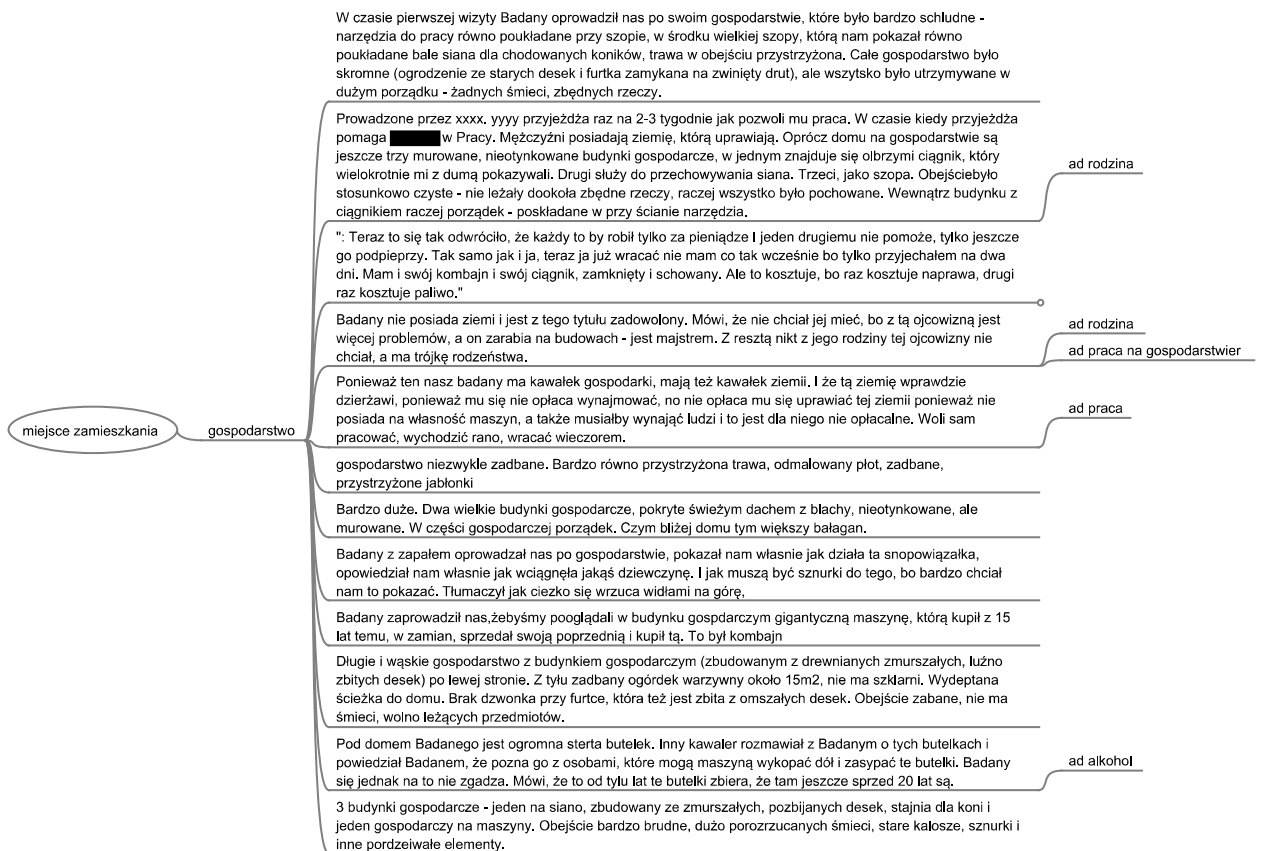 W czasie pierwszej wizyty Badany oprowadził nas po swoim gospodarstwie, które było bardzo schludne -
narzędzia do pracy równo poukładane przy szopie, w środku wielkiej szopy, którą nam pokazał równo
poukładane bale siana dla chodowanych koników, trawa w obejściu przystrzyżona. Całe gospodarstwo było
skromne (ogrodzenie ze starych desek i furtka zamykana na zwinięty drut), ale wszytsko było utrzymywane w
dużym porządku - żadnych śmieci, zbędnych rzeczy.
Prowadzone przez xxxx. yyyy przyjeżdża raz na 2-3 tygodnie jak pozwoli mu praca. W czasie kiedy przyjeżdża
pomaga w Pracy. Mężczyźni posiadają ziemię, którą uprawiają. Oprócz domu na gospodarstwie są
jeszcze trzy murowane, nieotynkowane budynki gospodarcze, w jednym znajduje się olbrzymi ciągnik, który
wielokrotnie mi z dumą pokazywali. Drugi służy do przechowywania siana. Trzeci, jako szopa. Obejściebyło
stosunkowo czyste - nie leżały dookoła zbędne rzeczy, raczej wszystko było pochowane. Wewnątrz budynku z
ciągnikiem raczej porządek - poskładane w przy ścianie narzędzia.
ad rodzina
": Teraz to się tak odwróciło, że każdy to by robił tylko za pieniądze I jeden drugiemu nie pomoże, tylko jeszcze
go podpieprzy. Tak samo jak i ja, teraz ja już wracać nie mam co tak wcześnie bo tylko przyjechałem na dwa
dni. Mam i swój kombajn i swój ciągnik, zamknięty i schowany. Ale to kosztuje, bo raz kosztuje naprawa, drugi
raz kosztuje paliwo."
Badany nie posiada ziemi i jest z tego tytułu zadowolony. Mówi, że nie chciał jej mieć, bo z tą ojcowizną jest
więcej problemów, a on zarabia na budowach - jest majstrem. Z resztą nikt z jego rodziny tej ojcowizny nie
chciał, a ma trójkę rodzeństwa.
ad rodzina
ad praca na gospodarstwier
Ponieważ ten nasz badany ma kawałek gospodarki, mają też kawałek ziemii. I że tą ziemię wprawdzie
dzierżawi, ponieważ mu się nie opłaca wynajmować, no nie opłaca mu się uprawiać tej ziemii ponieważ nie
posiada na własność maszyn, a także musiałby wynająć ludzi i to jest dla niego nie opłacalne. Woli sam
pracować, wychodzić rano, wracać wieczorem.
ad praca
miejsce zamieszkania
gospodarstwo
gospodarstwo niezwykle zadbane. Bardzo równo przystrzyżona trawa, odmalowany płot, zadbane,
przystrzyżone jabłonki
Bardzo duże. Dwa wielkie budynki gospodarcze, pokryte świeżym dachem z blachy, nieotynkowane, ale
murowane. W części gospodarczej porządek. Czym bliżej domu tym większy bałagan.
Badany z zapałem oprowadzał nas po gospodarstwie, pokazał nam własnie jak działa ta snopowiązałka,
opowiedział nam własnie jak wciągnęła jakąś dziewczynę. I jak muszą być sznurki do tego, bo bardzo chciał
nam to pokazać. Tłumaczył jak ciezko się wrzuca widłami na górę,
Badany zaprowadził nas,żebyśmy pooglądali w budynku gospdarczym gigantyczną maszynę, którą kupił z 15
lat temu, w zamian, sprzedał swoją poprzednią i kupił tą. To był kombajn
Długie i wąskie gospodarstwo z budynkiem gospodarczym (zbudowanym z drewnianych zmurszałych, luźno
zbitych desek) po lewej stronie. Z tyłu zadbany ogórdek warzywny około 15m2, nie ma szklarni. Wydeptana
ścieżka do domu. Brak dzwonka przy furtce, która też jest zbita z omszałych desek. Obejście zabane, nie ma
śmieci, wolno leżących przedmiotów.
Pod domem Badanego jest ogromna sterta butelek. Inny kawaler rozmawiał z Badanym o tych butelkach i
powiedział Badanem, że pozna go z osobami, które mogą maszyną wykopać dół i zasypać te butelki. Badany
się jednak na to nie zgadza. Mówi, że to od tylu lat te butelki zbiera, że tam jeszcze sprzed 20 lat są.
ad alkohol
3 budynki gospodarcze - jeden na siano, zbudowany ze zmurszałych, pozbijanych desek, stajnia dla koni i
jeden gospodarczy na maszyny. Obejście bardzo brudne, dużo porozrzucanych śmieci, stare kalosze, sznurki i
inne pordzeiwałe elementy.